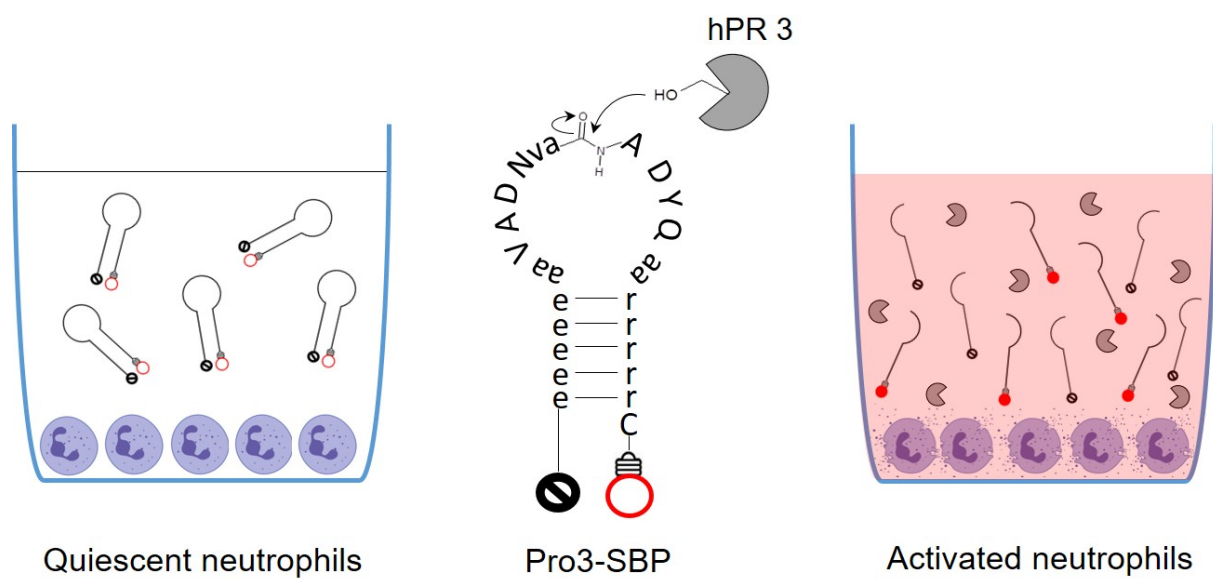 hPR 3
HO
O
N
H
aa V A D Nva
A D Y Q aa
e r
e r
e r
e r
e r
C
Quiescent neutrophils
Pro3-SBP
Activated neutrophils